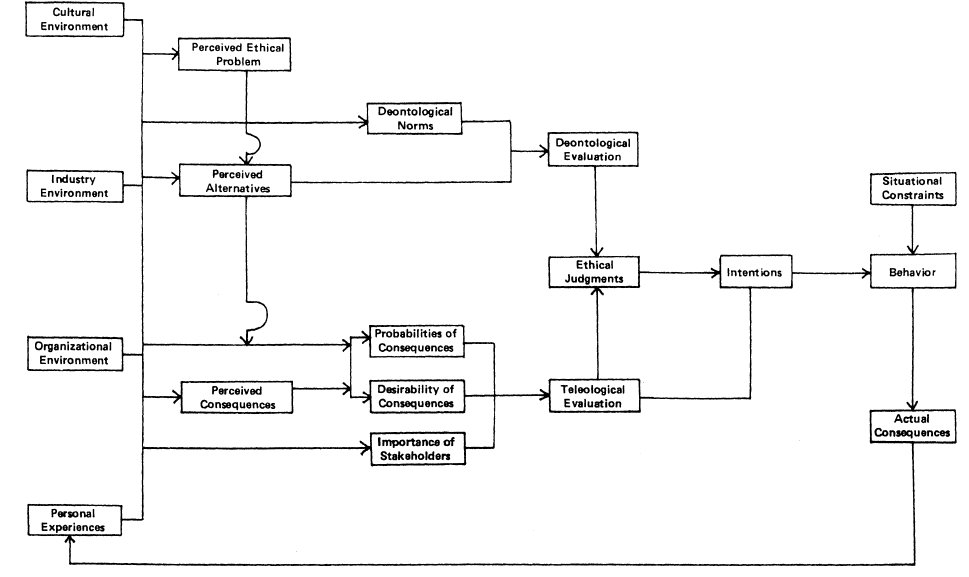 Cultural
Environment
Perceived Ethical
Problem
Deontological
Norms
Deontological
Evaluation
Industry
Environment
Perceived
Alternatives
Situational
Constraints
Ethical
Judgments
Intentions
Behavior
Organizational
Environment
Probabilities of
Consequences
Perceived
Consequences
Desirability of
Consequences
Teleological
Evaluation
Actual
Consequences
Importance of
Stakeholders
Personal
Experiences